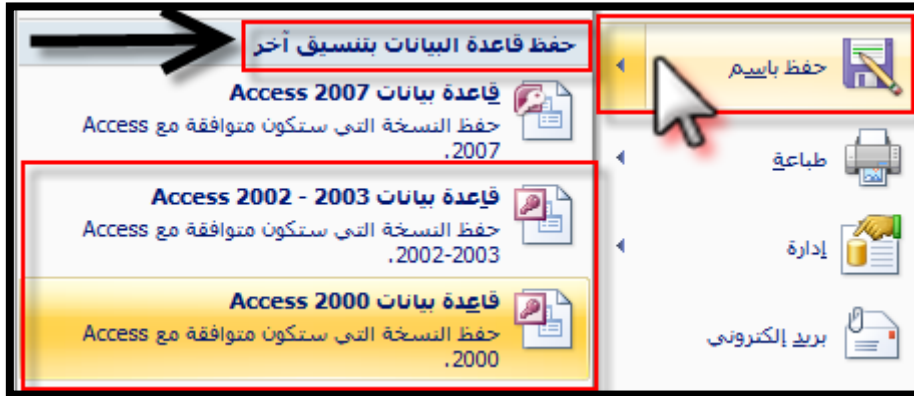 حفظ باسم
طباعة
إدارة
بريد إلكتروني
حفظ قاعدة البيانات بتنسيق آخر
قاعدة بيانات Access 2007
حفظ النسخة التي ستكون متوافقة مع Access
2007.
قاعدة بيانات Access 2002 - 2003
حفظ النسخة التي ستكون متوافقة مع Access
2002-2003.
قاعدة بيانات Access 2000
حفظ النسخة التي ستكون متوافقة مع Access
2000.